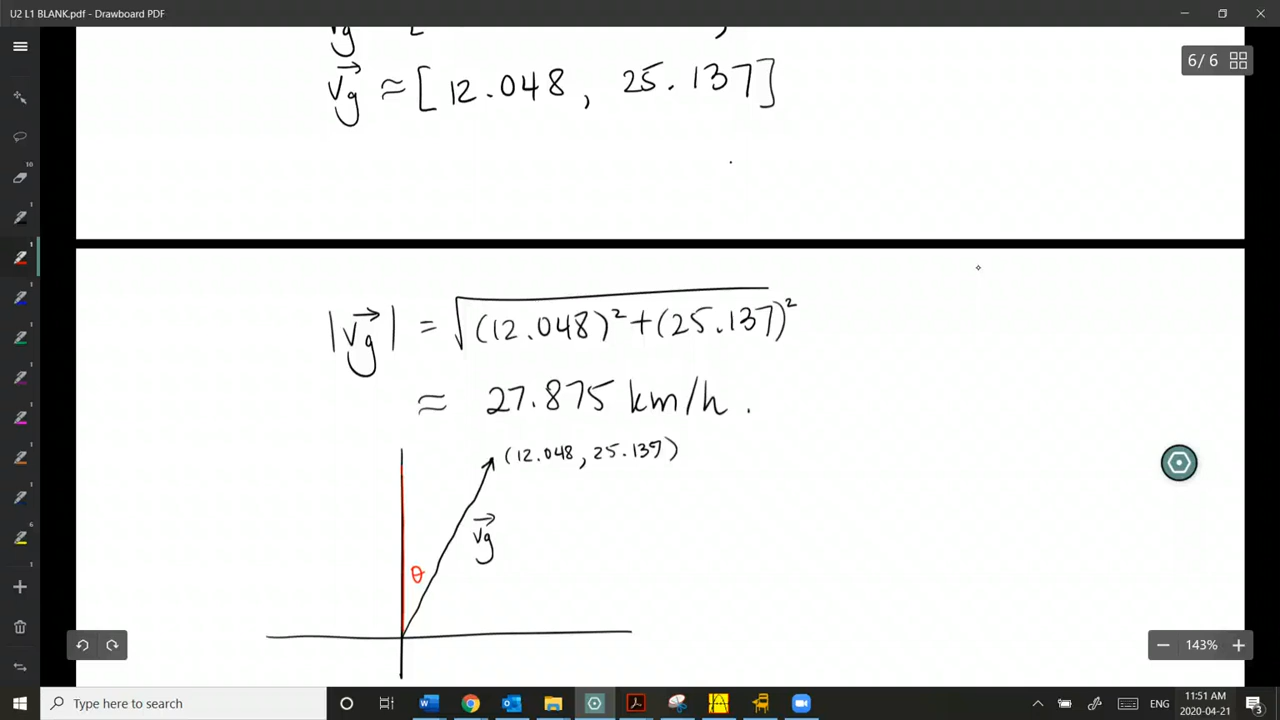 U2 L1 BLANK.pdf - Drawboard PDF
6/6
v⃗g ≈ [12.048, 25.137]
|v⃗g| = √(12.048)²+(25.137)²
≈ 27.875 km/h.
(12.048, 25.137)
v⃗g
θ
143%
Type here to search
ENG
11:51 AM
2020-04-21
3